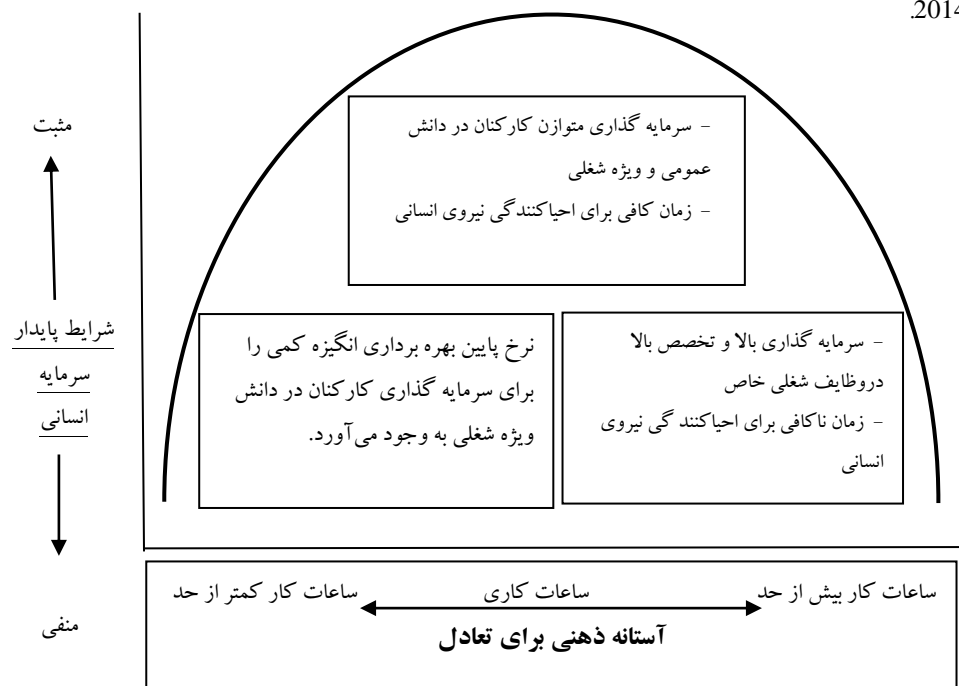 2014.
مثبت
شرایط پایدار
سرمایه
انسانی
منفی
- سرمایه گذاری متوازن کارکنان در دانش
عمومی و ویژه شغلی
- زمان کافی برای احیاکنندگی نیروی انسانی
- سرمایه گذاری بالا و تخصص بالا
دروظایف شغلی خاص
- زمان ناکافی برای احیاکنند گی نیروی
انسانی
نرخ پایین بهره برداری انگیزه کمی را
برای سرمایه گذاری کارکنان در دانش
ویژه شغلی به وجود می‌آورد.
ساعات کار بیش از حد ساعات کاری ساعات کار کمتر از حد
آستانه ذهنی برای تعادل